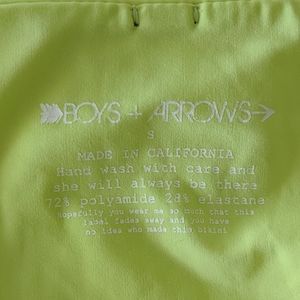 BOYS + ARROWS
S
MADE IN CALIFORNIA
Hand wash with care and
she will always be there
72% polyamide 28% elastane
Hopefully you wear me so much that this
label fades away and you have
no idea who made this bikini